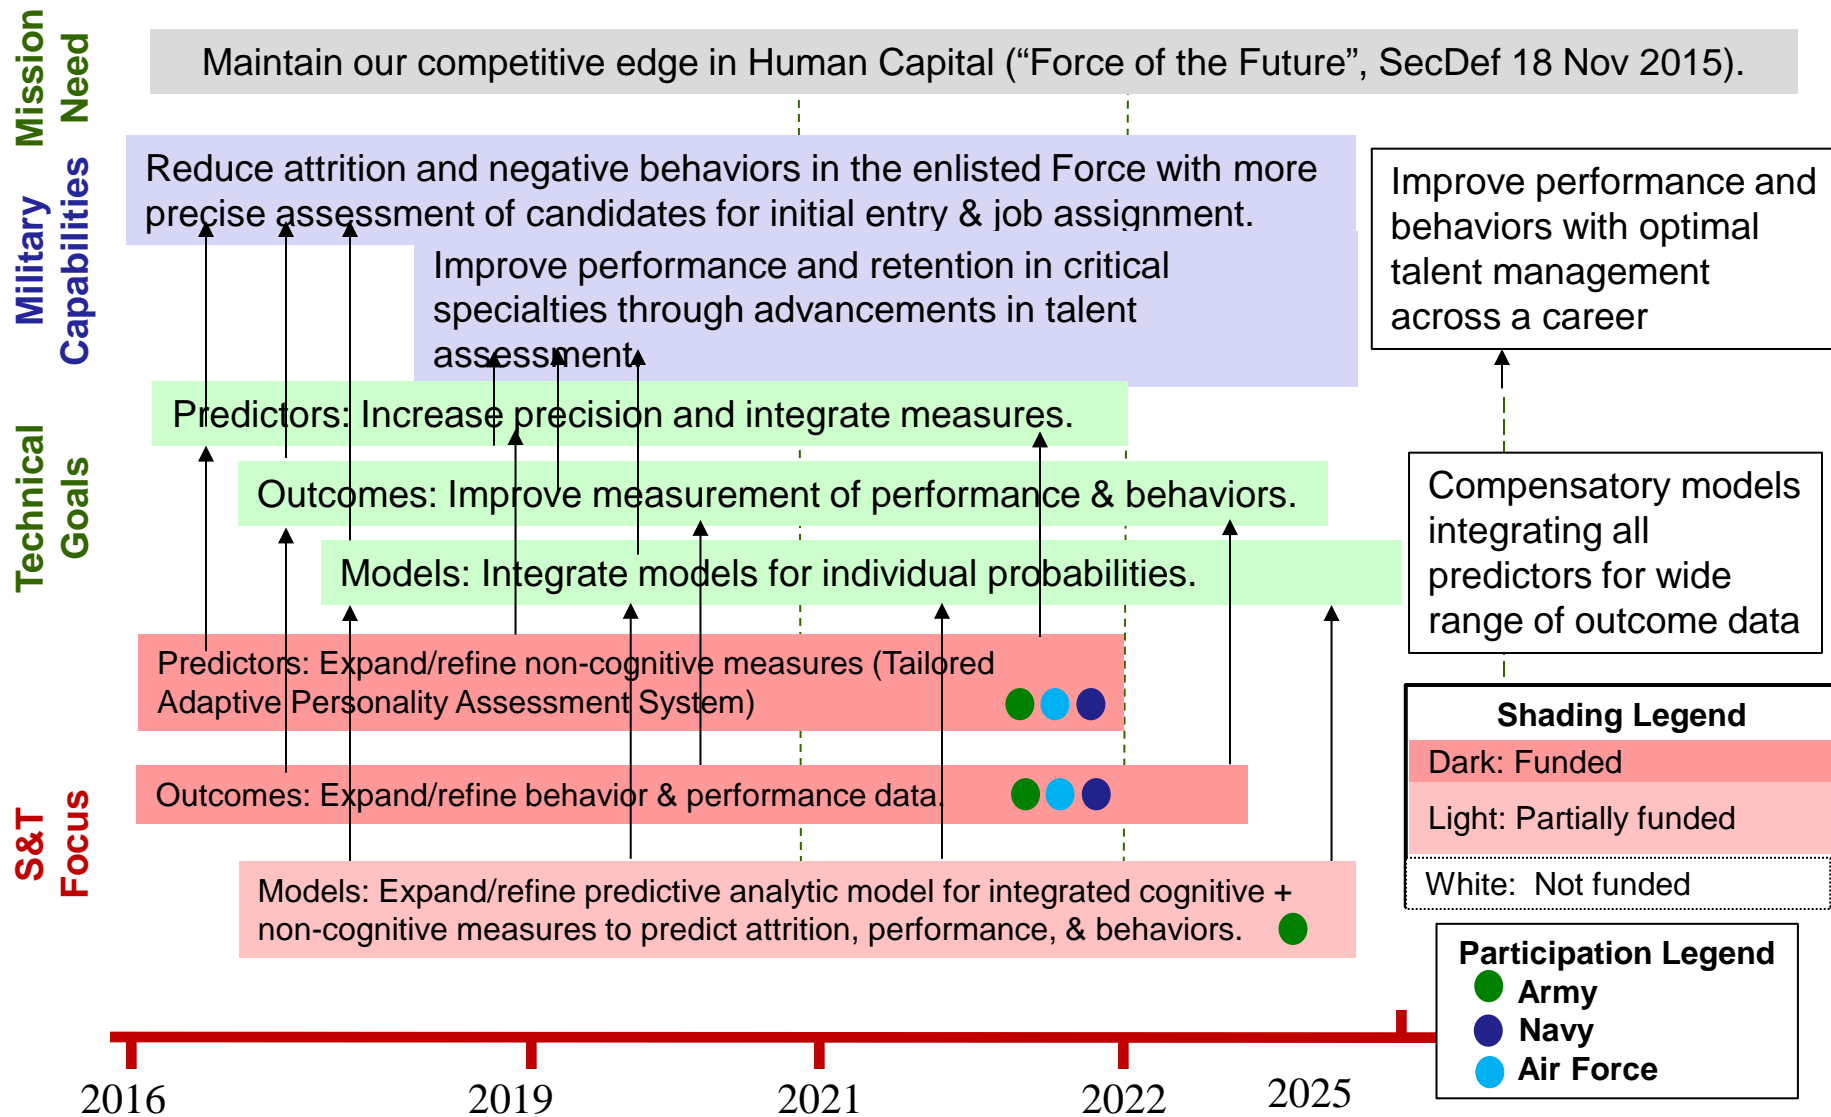 Mission
Need
Maintain our competitive edge in Human Capital (“Force of the Future”, SecDef 18 Nov 2015).
Military
Capabilities
Reduce attrition and negative behaviors in the enlisted Force with more
precise assessment of candidates for initial entry & job assignment.
Improve performance and retention in critical
specialties through advancements in talent
assessment.
Improve performance and
behaviors with optimal
talent management
across a career
Technical
Goals
Predictors: Increase precision and integrate measures.
Outcomes: Improve measurement of performance & behaviors.
Models: Integrate models for individual probabilities.
Compensatory models
integrating all
predictors for wide
range of outcome data
S&T
Focus
Predictors: Expand/refine non-cognitive measures (Tailored
Adaptive Personality Assessment System)
Outcomes: Expand/refine behavior & performance data.
Models: Expand/refine predictive analytic model for integrated cognitive +
non-cognitive measures to predict attrition, performance, & behaviors.
Shading Legend
Dark: Funded
Light: Partially funded
White: Not funded
Participation Legend
Army
Navy
Air Force
2016
2019
2021
2022
2025